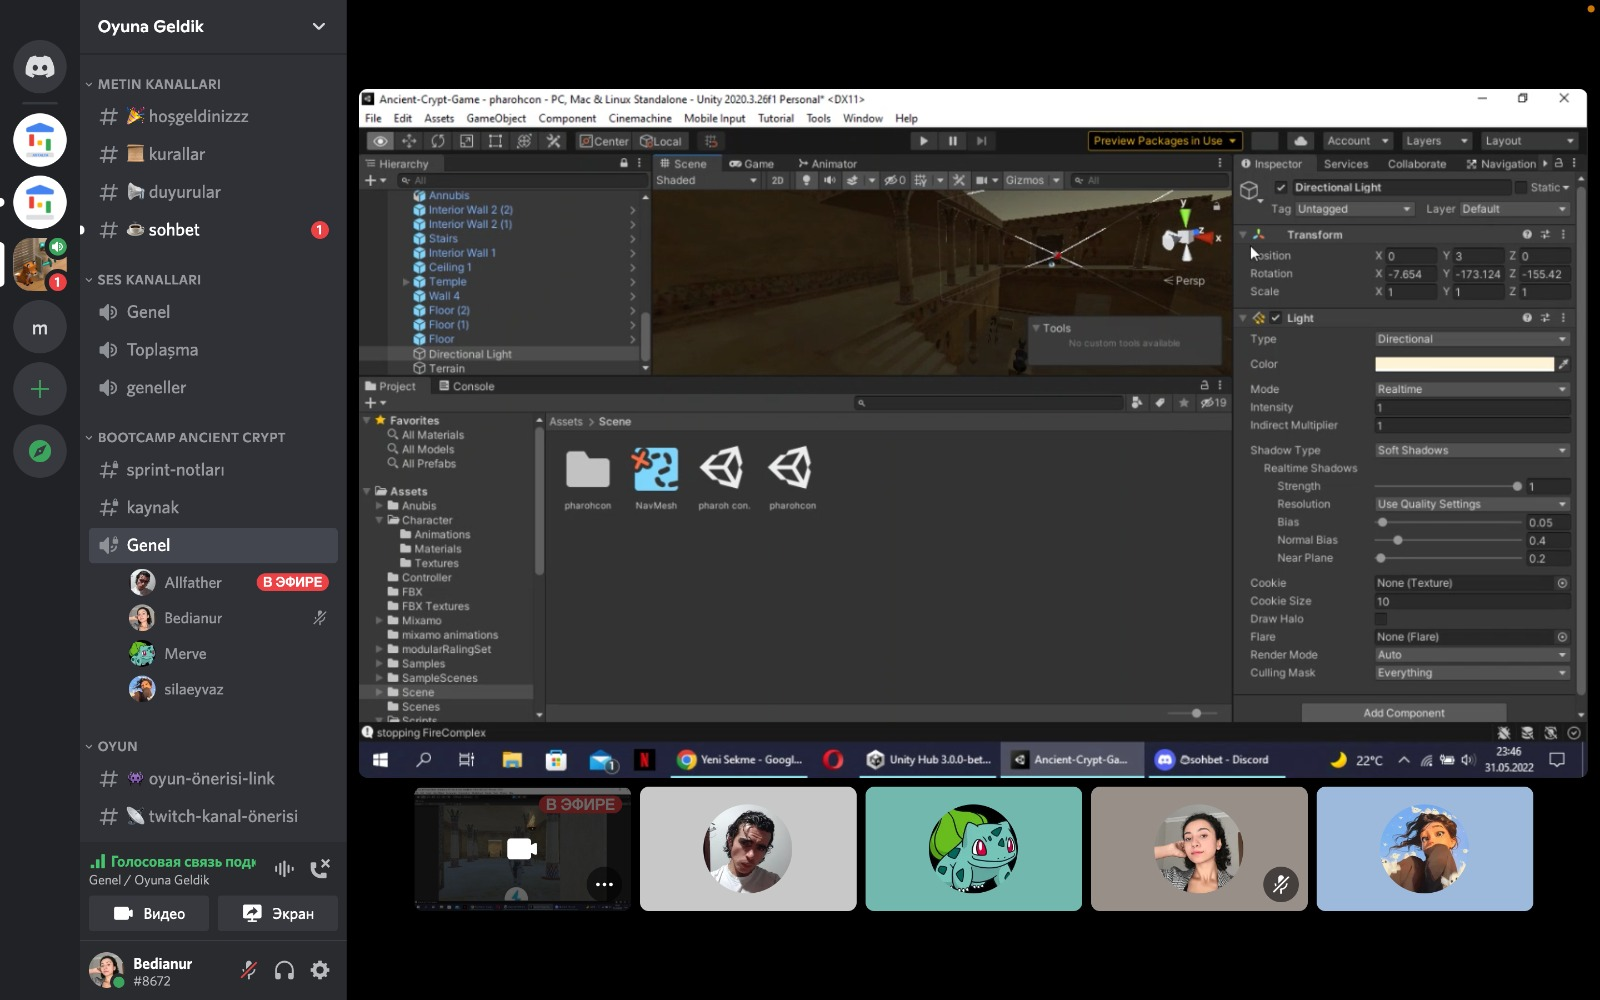 Oyuna Geldik
METIN KANALLARI
hoşgeldinizzz
kurallar
duyurular
sohbet
1
1
m
SES KANALLARI
Genel
Toplaşma
geneller
BOOTCAMP ANCIENT CRYPT
sprint-notları
kaynak
Genel
Allfather
В ЭФИРЕ
Bedianur
Merve
silaeyvaz
OYUN
oyun-önerisi-link
twitch-kanal-önerisi
Голосовая связь подк
Genel / Oyuna Geldik
Видео
Экран
Bedianur
#8672
Ancient-Crypt-Game - pharohcon - PC, Mac & Linux Standalone - Unity 2020.3.26f1 Personal* <DX11>
File Edit Assets GameObject Component Cinemachine Mobile Input Tutorial Tools Window Help
Center Local
Preview Packages in Use
Account
Layers
Layout
Hierarchy
All
Annubis
Interior Wall 2 (2)
Interior Wall 2 (1)
Stairs
Interior Wall 1
Ceiling 1
Temple
Wall 4
Floor (2)
Floor (1)
Floor
Directional Light
Terrain
Scene Game Animator
Shaded 2D 0 Gizmos All
y
x
z
Persp
Tools
No custom tools available
Inspector Services Collaborate Navigation
Directional Light Static
Tag Untagged Layer Default
Transform
Position X 0 Y 3 Z 0
Rotation X -7.654 Y -173.124 Z -155.42
Scale X 1 Y 1 Z 1
Light
Type Directional
Color
Mode Realtime
Intensity 1
Indirect Multiplier 1
Shadow Type Soft Shadows
Realtime Shadows
Strength 1
Resolution Use Quality Settings
Bias 0.05
Normal Bias 0.4
Near Plane 0.2
Cookie None (Texture)
Cookie Size 10
Draw Halo
Flare None (Flare)
Render Mode Auto
Culling Mask Everything
Add Component
Project Console
19
Favorites
All Materials
All Models
All Prefabs
Assets
Anubis
Character
Animations
Materials
Textures
Controller
FBX
FBX Textures
Mixamo
mixamo animations
modularRalingSet
Samples
SampleScenes
Scene
Scenes
Scripts
Assets > Scene
pharohcon
NavMesh
pharoh con.
pharohcon
stopping FireComplex
1
N
Yeni Sekme - Googl...
Unity Hub 3.0.0-bet...
Ancient-Crypt-Ga...
sohbet - Discord
22°C
23:46
31.05.2022
В ЭФИРЕ